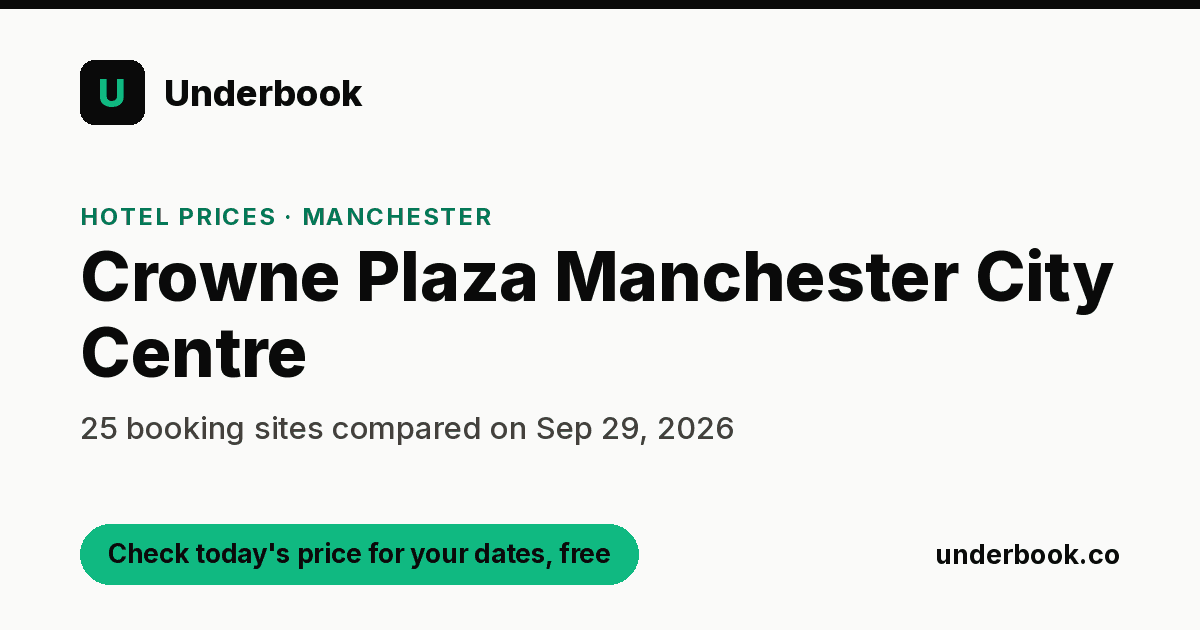 U
Underbook
HOTEL PRICES · MANCHESTER
Crowne Plaza Manchester City
Centre
25 booking sites compared on Sep 29, 2026
Check today's price for your dates, free
underbook.co